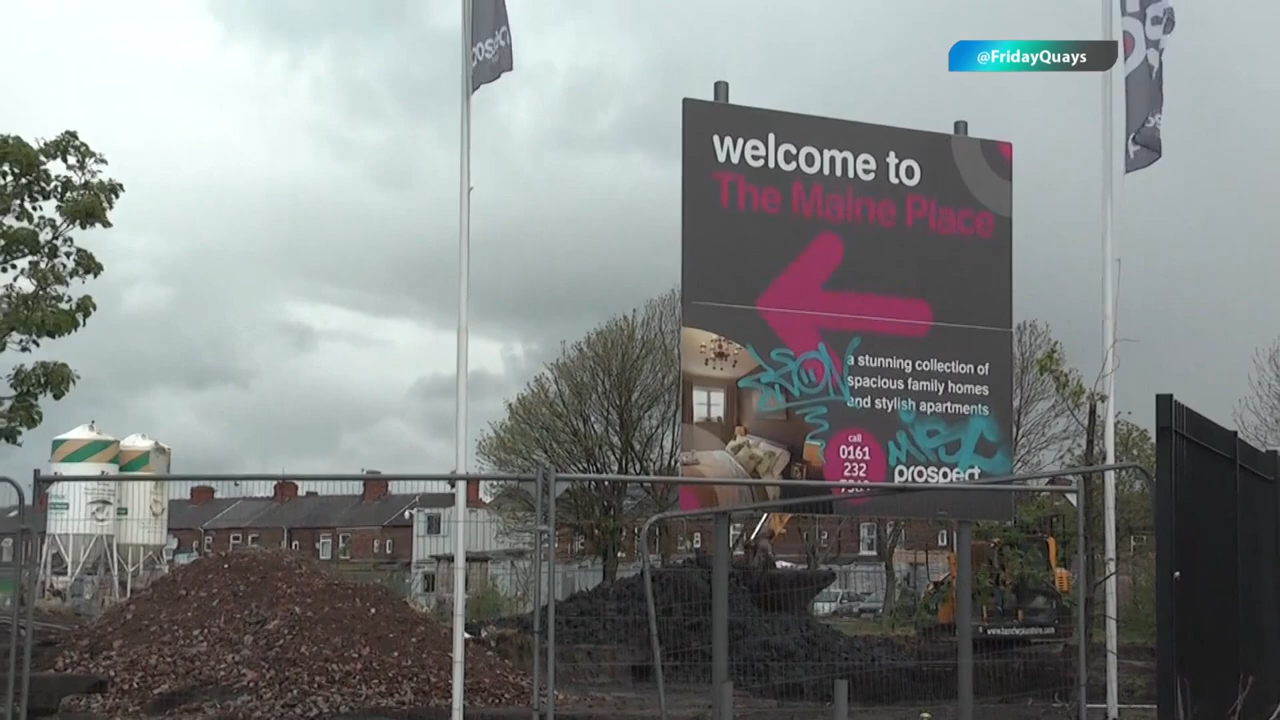 @FridayQuays
welcome to
The Maine Place
a stunning collection of
spacious family homes
and stylish apartments
call
0161
232
prospect